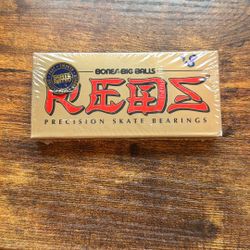 BONES BIG BALLS
REDS
PRECISION SKATE BEARINGS